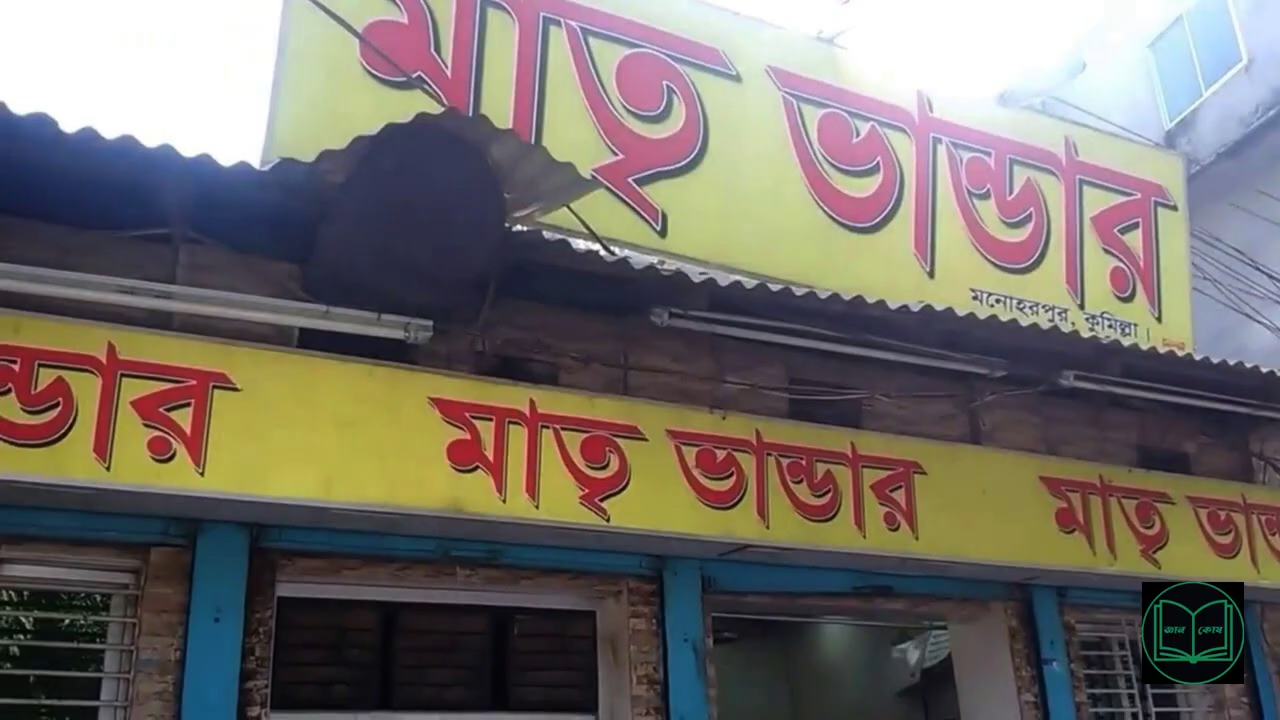 মাতৃ ভান্ডার
মনোহরপুর, কুমিল্লা।
ন্ডার মাতৃ ভান্ডার মাতৃ ভান্ড
জ্ঞান কোষ